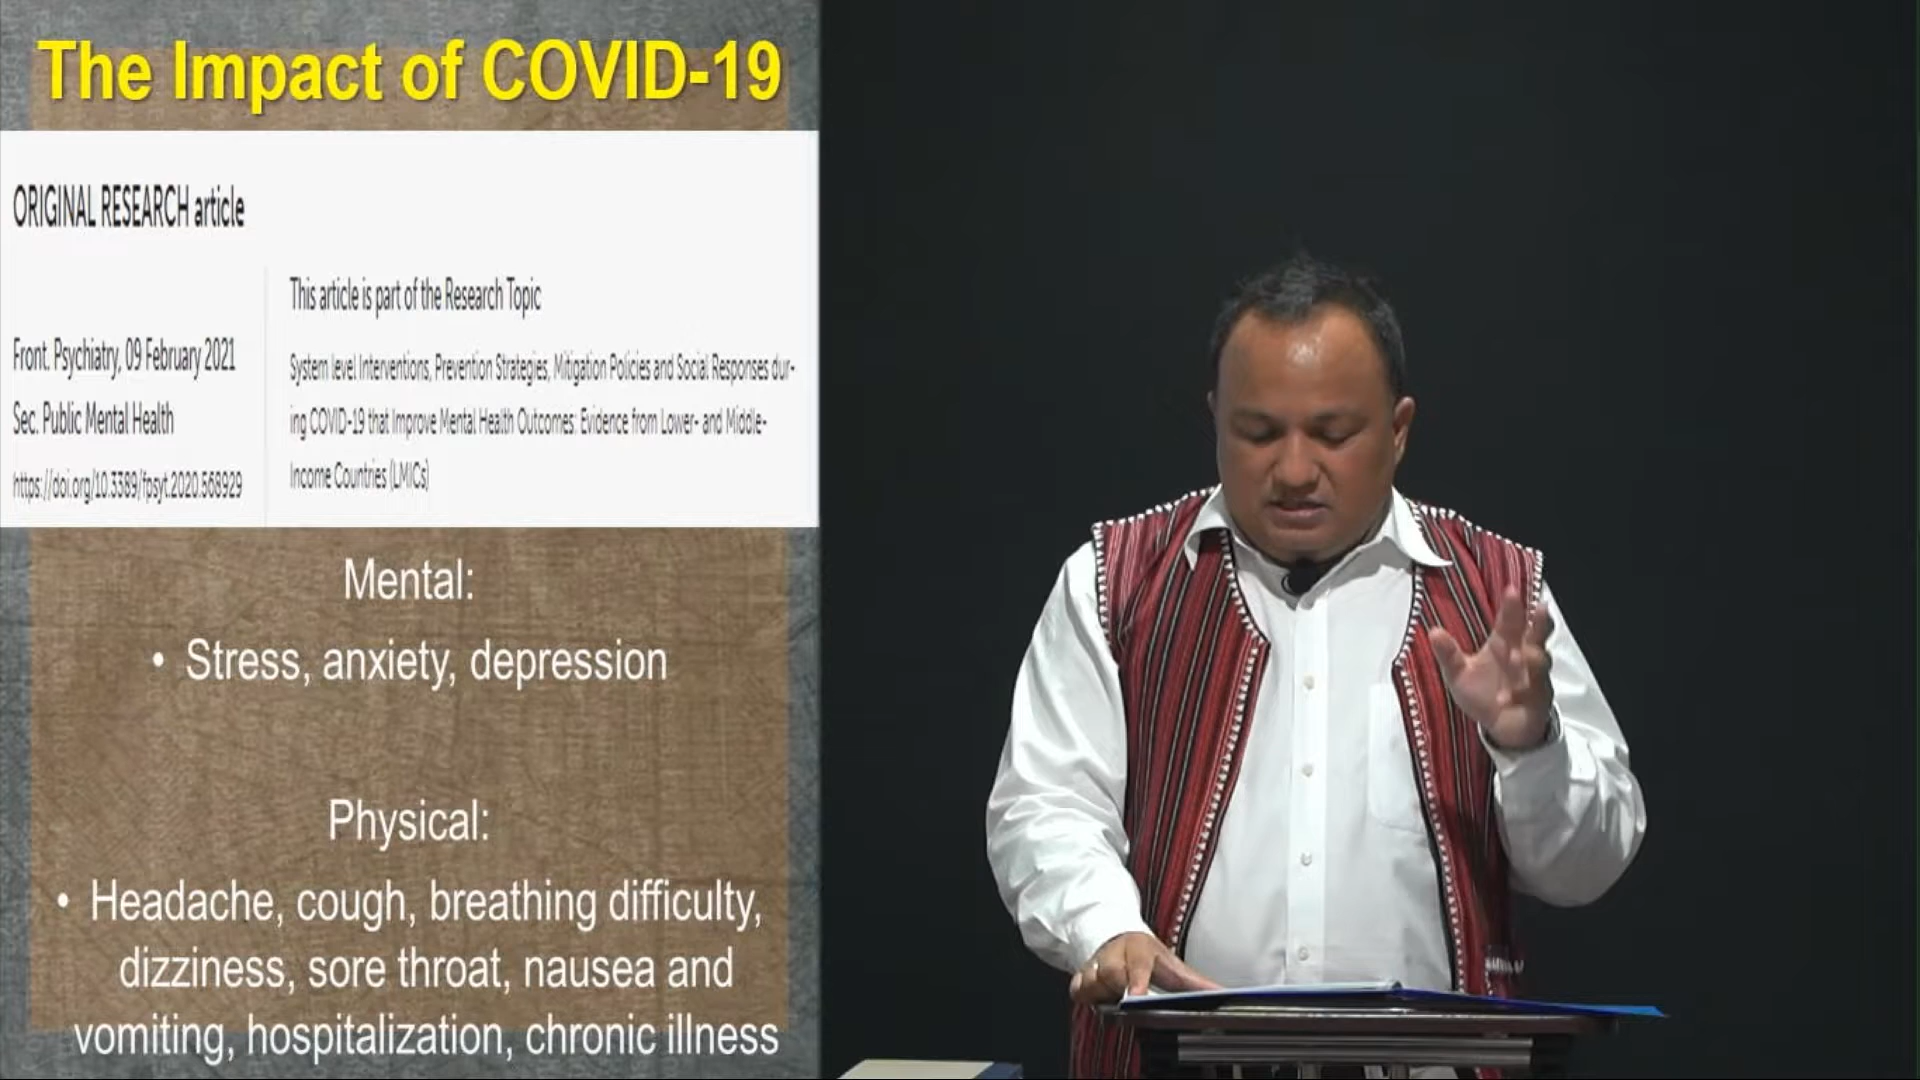 The Impact of COVID-19
ORIGINAL RESEARCH article
Front. Psychiatry, 09 February 2021
Sec. Public Mental Health
https://doi.org/10.3389/fpsyt.2020.568929
This article is part of the Research Topic
System level Interventions, Prevention Strategies, Mitigation Policies and Social Responses dur-
ing COVID-19 that Improve Mental Health Outcomes: Evidence from Lower- and Middle-
Income Countries (LMICs)
Mental:
• Stress, anxiety, depression
Physical:
• Headache, cough, breathing difficulty,
dizziness, sore throat, nausea and
vomiting, hospitalization, chronic illness